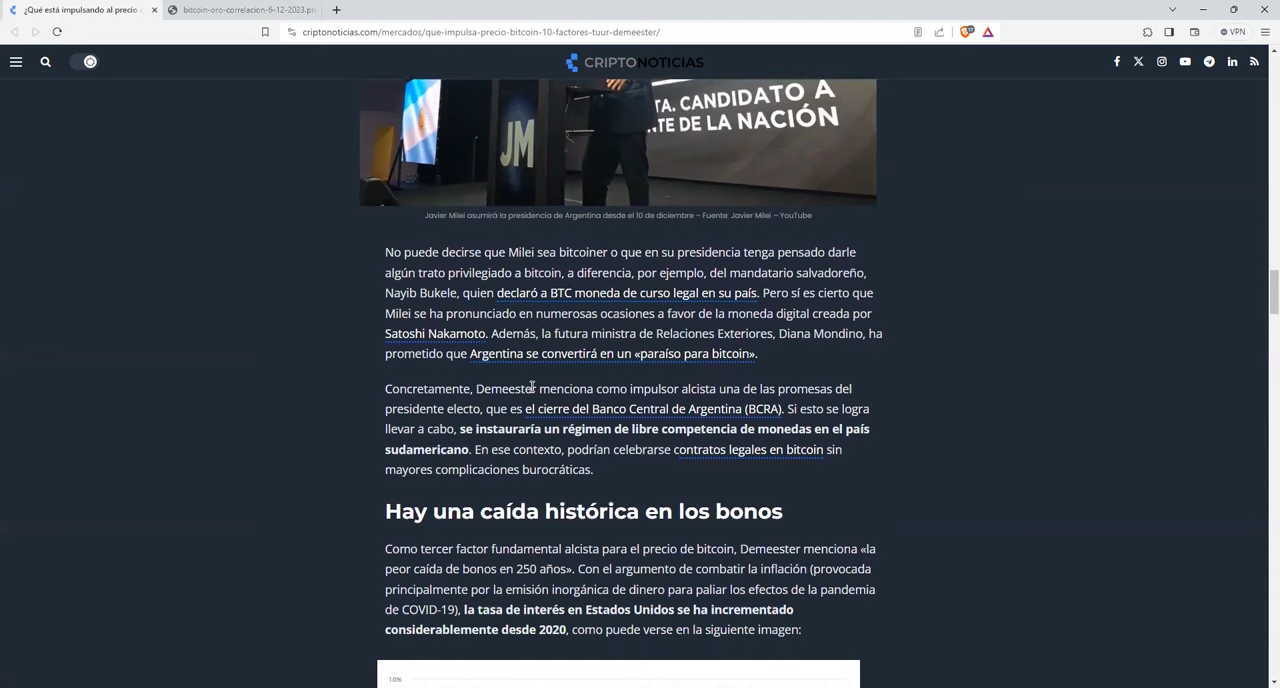 ¿Qué está impulsando al precio
bitcoin-oro-correlacion-6-12-2023.pn
criptonoticias.com/mercados/que-impulsa-precio-bitcoin-10-factores-tuur-demeester/
VPN
CRIPTONOTICIAS
TA. CANDIDATO A
NTE DE LA NACIÓN
JM
Javier Milei asumirá la presidencia de Argentina desde el 10 de diciembre – Fuente: Javier Milei – YouTube
No puede decirse que Milei sea bitcoiner o que en su presidencia tenga pensado darle
algún trato privilegiado a bitcoin, a diferencia, por ejemplo, del mandatario salvadoreño,
Nayib Bukele, quien declaró a BTC moneda de curso legal en su país. Pero sí es cierto que
Milei se ha pronunciado en numerosas ocasiones a favor de la moneda digital creada por
Satoshi Nakamoto. Además, la futura ministra de Relaciones Exteriores, Diana Mondino, ha
prometido que Argentina se convertirá en un «paraíso para bitcoin».
Concretamente, Demeester menciona como impulsor alcista una de las promesas del
presidente electo, que es el cierre del Banco Central de Argentina (BCRA). Si esto se logra
llevar a cabo, se instauraría un régimen de libre competencia de monedas en el país
sudamericano. En ese contexto, podrían celebrarse contratos legales en bitcoin sin
mayores complicaciones burocráticas.
Hay una caída histórica en los bonos
Como tercer factor fundamental alcista para el precio de bitcoin, Demeester menciona «la
peor caída de bonos en 250 años». Con el argumento de combatir la inflación (provocada
principalmente por la emisión inorgánica de dinero para paliar los efectos de la pandemia
de COVID-19), la tasa de interés en Estados Unidos se ha incrementado
considerablemente desde 2020, como puede verse en la siguiente imagen:
10%